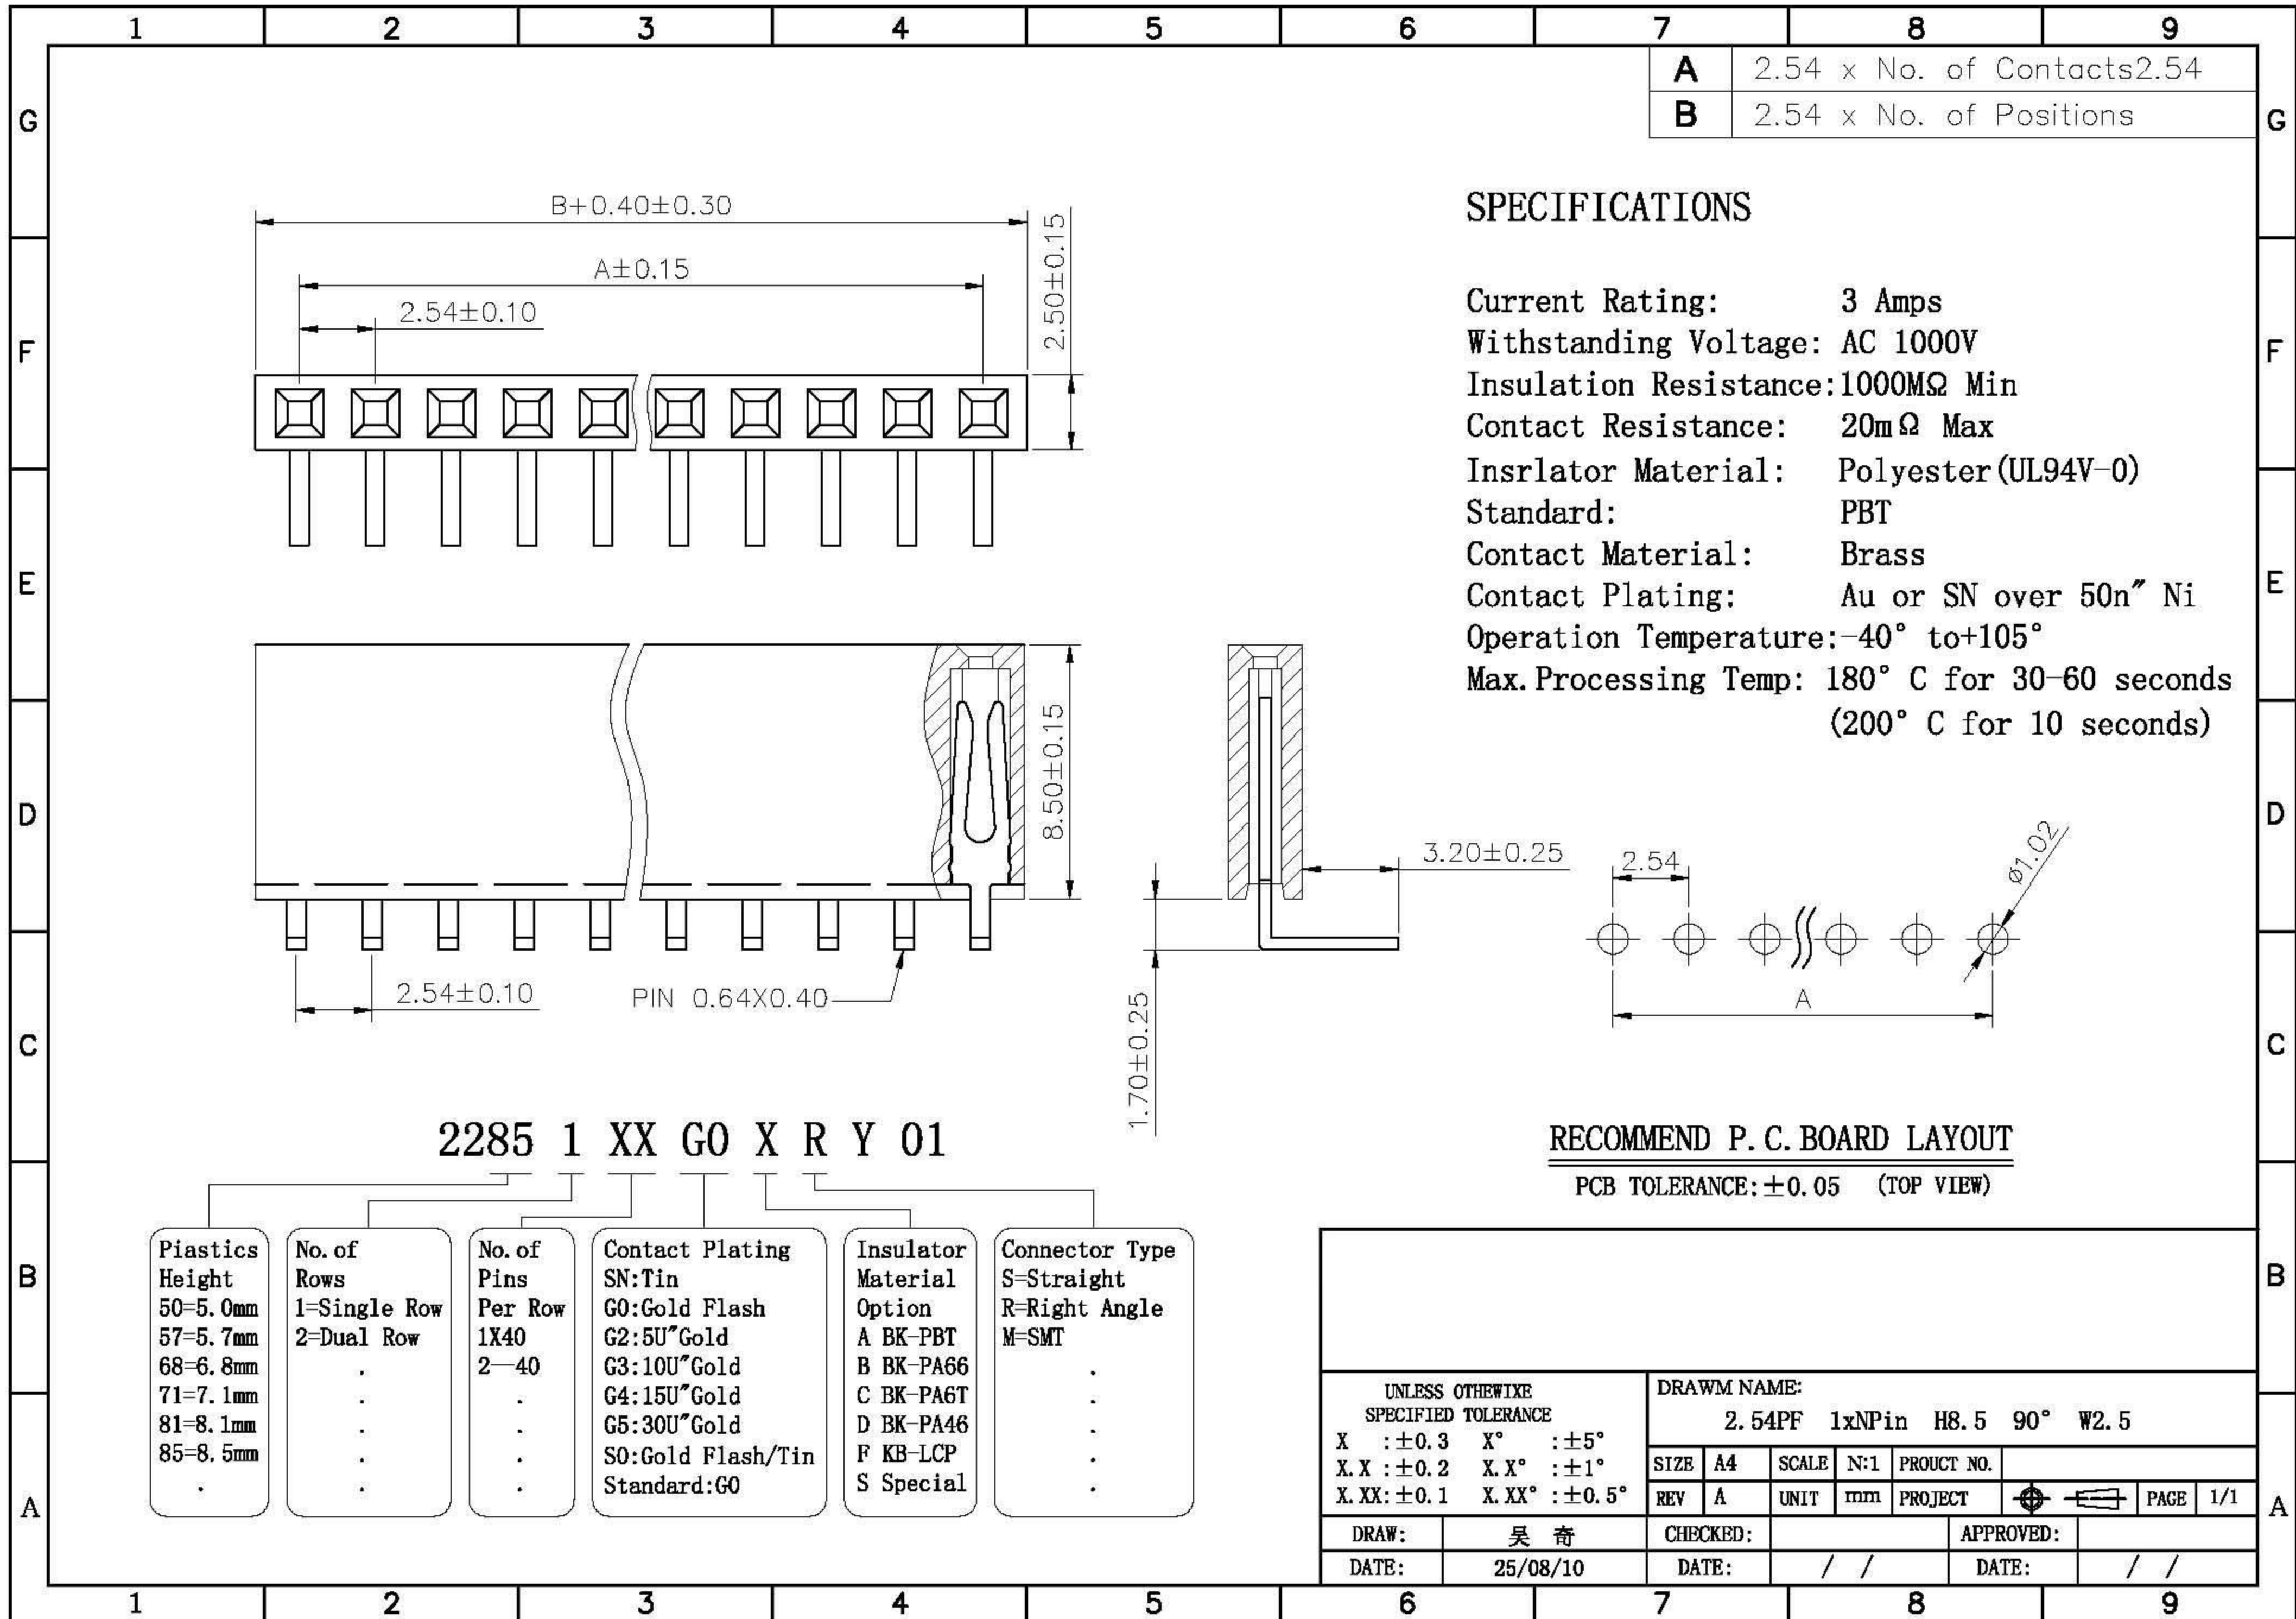 1 2 3 4 5 6 7 8 9
G G
F F
E E
D D
C C
B B
A A
A 2.54 x No. of Contacts2.54
B 2.54 x No. of Positions
B+0.40±0.30
A±0.15
2.54±0.10
2.50±0.15
SPECIFICATIONS
Current Rating: 3 Amps
Withstanding Voltage: AC 1000V
Insulation Resistance:1000MΩ Min
Contact Resistance: 20mΩ Max
Insrlator Material: Polyester(UL94V-0)
Standard: PBT
Contact Material: Brass
Contact Plating: Au or SN over 50n″ Ni
Operation Temperature:-40° to+105°
Max.Processing Temp: 180° C for 30-60 seconds
(200° C for 10 seconds)
8.50±0.15
2.54±0.10
PIN 0.64X0.40
3.20±0.25
1.70±0.25
2.54
ø1.02
A
RECOMMEND P.C.BOARD LAYOUT
PCB TOLERANCE:±0.05 (TOP VIEW)
2285 1 XX G0 X R Y 01
Piastics
Height
50=5.0mm
57=5.7mm
68=6.8mm
71=7.1mm
81=8.1mm
85=8.5mm
.
No.of
Rows
1=Single Row
2=Dual Row
.
.
.
.
.
No.of
Pins
Per Row
1X40
2—40
.
.
.
.
Contact Plating
SN:Tin
G0:Gold Flash
G2:5U″Gold
G3:10U″Gold
G4:15U″Gold
G5:30U″Gold
S0:Gold Flash/Tin
Standard:G0
Insulator
Material
Option
A BK-PBT
B BK-PA66
C BK-PA6T
D BK-PA46
F KB-LCP
S Special
Connector Type
S=Straight
R=Right Angle
M=SMT
.
.
.
.
.
UNLESS OTHEWIXE
SPECIFIED TOLERANCE
X :±0.3 X° :±5°
X.X :±0.2 X.X° :±1°
X.XX:±0.1 X.XX° :±0.5°
DRAWM NAME:
2.54PF 1xNPin H8.5 90° W2.5
SIZE A4 SCALE N:1 PROUCT NO.
REV A UNIT mm PROJECT PAGE 1/1
DRAW: 吴 奇 CHECKED: APPROVED:
DATE: 25/08/10 DATE: / / DATE: / /
1 2 3 4 5 6 7 8 9